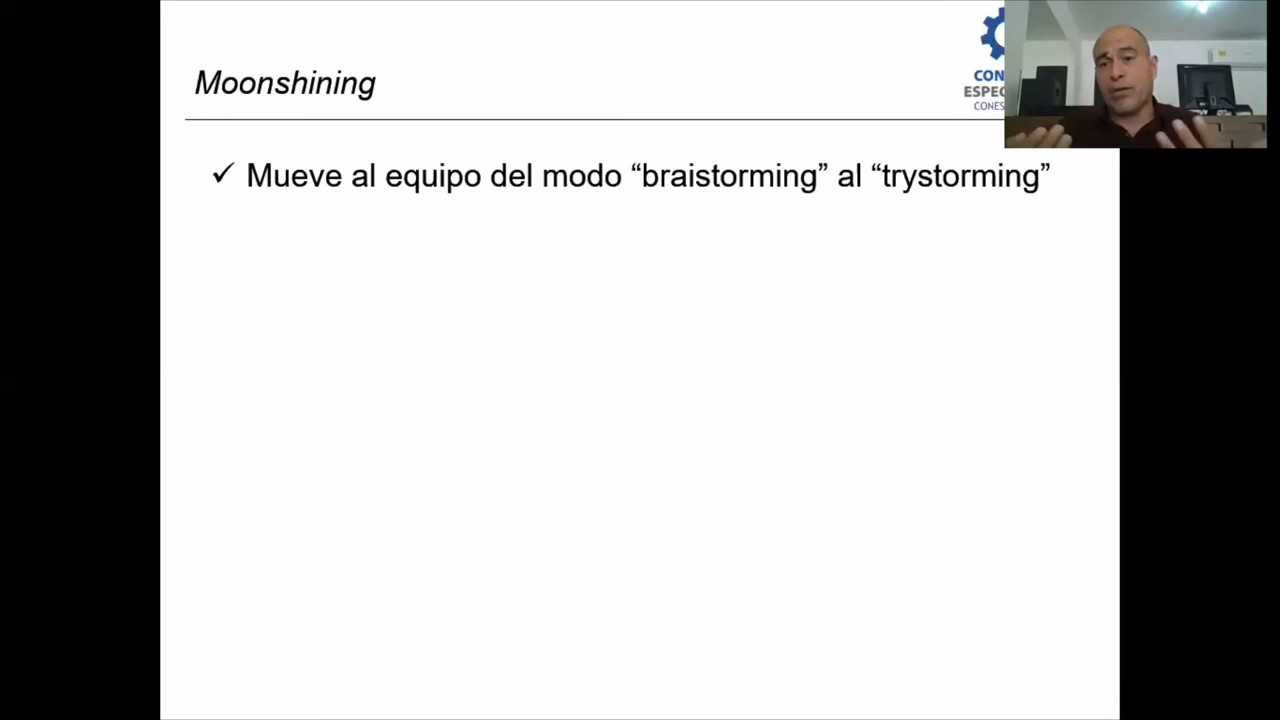 Moonshining
CON
ESPEC
CONES
✓ Mueve al equipo del modo “braistorming” al “trystorming”